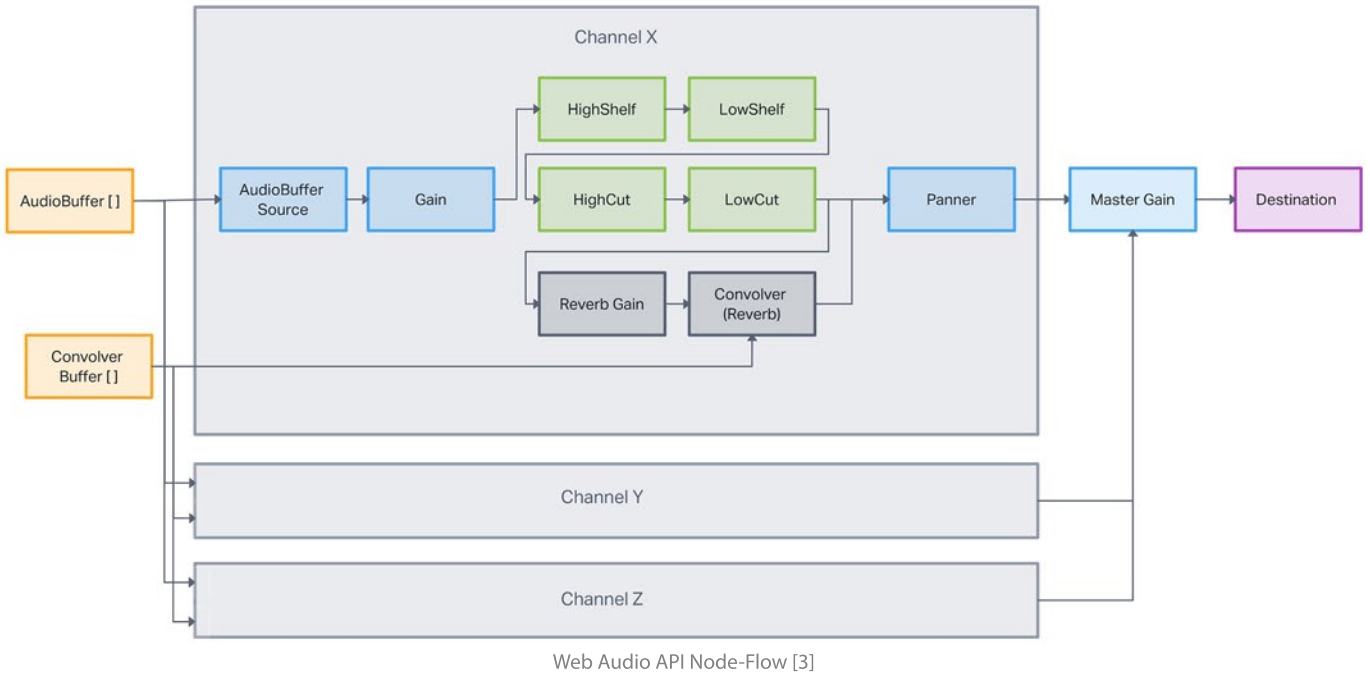 Channel X
HighShelf
LowShelf
AudioBuffer [ ]
AudioBuffer
Source
Gain
HighCut
LowCut
Panner
Master Gain
Destination
Reverb Gain
Convolver
(Reverb)
Convolver
Buffer [ ]
Channel Y
Channel Z
Web Audio API Node-Flow [3]